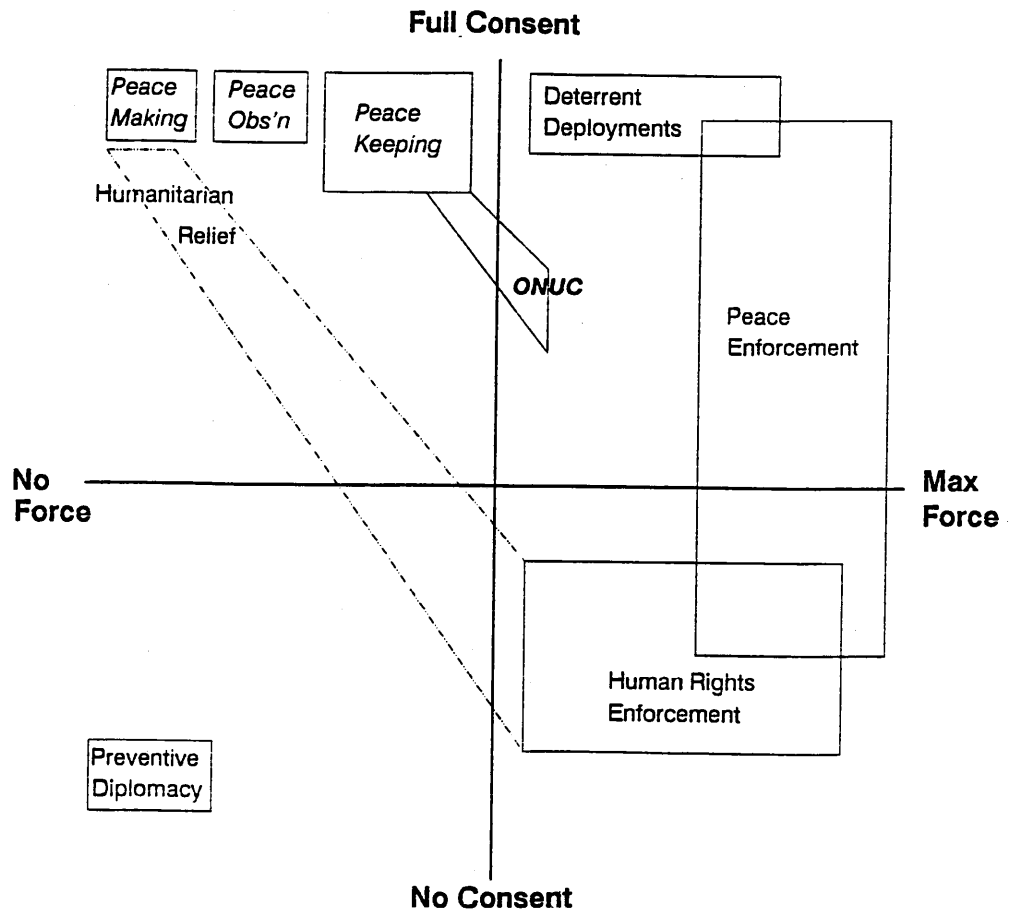 Full Consent
Peace
Making
Peace
Obs'n
Peace
Keeping
Deterrent
Deployments
Humanitarian
Relief
ONUC
Peace
Enforcement
No
Force
Max
Force
Human Rights
Enforcement
Preventive
Diplomacy
No Consent